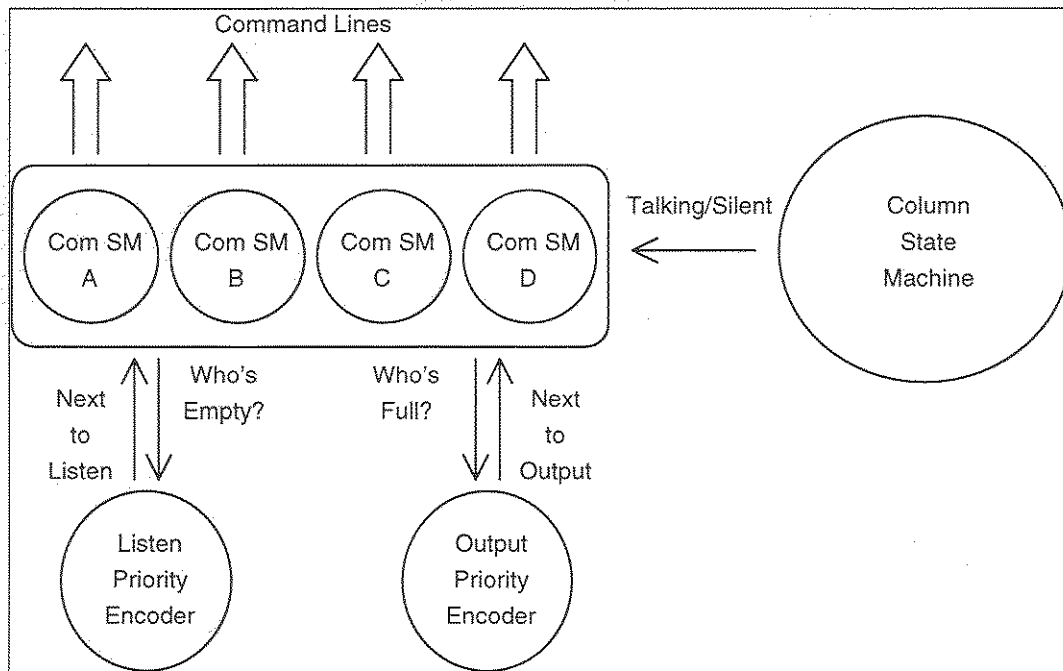 Command Lines
Com SM
A
Com SM
B
Com SM
C
Com SM
D
Talking/Silent
Column
State
Machine
Next
to
Listen
Who's
Empty?
Who's
Full?
Next
to
Output
Listen
Priority
Encoder
Output
Priority
Encoder